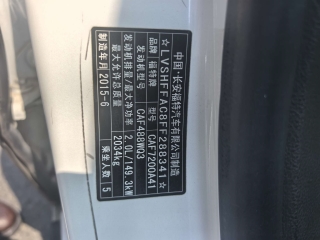 中国·长安福特汽车有限公司制造
☆LVSHFFAC8FF288341☆
品牌 福特牌 型号 CAF7200A41
发动机型号 CAF488WQ3
发动机排量/最大净功率 2.0L/149.3kW
最大允许总质量 2034kg
制造年月 2015-6 乘坐人数 5